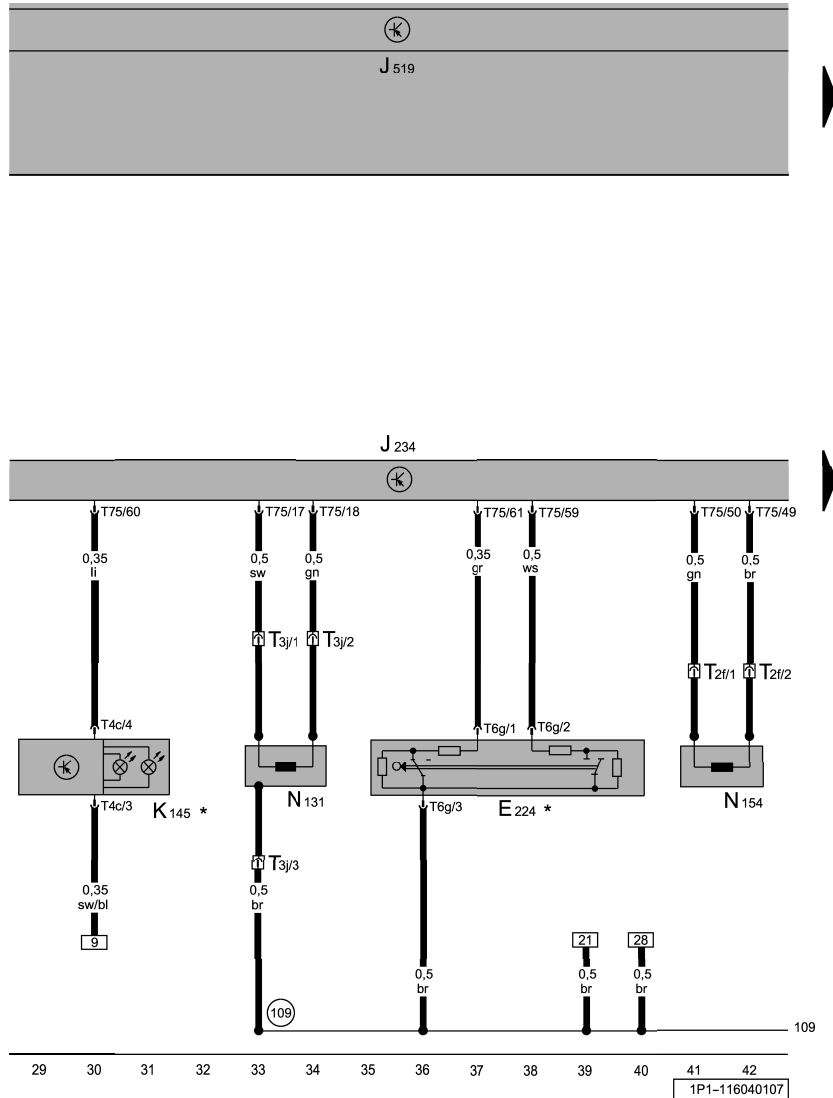 J 519
J 234
T75/60 T75/17 T75/18 T75/61 T75/59 T75/50 T75/49
0,35 0,5 0,5 0,35 0,5 0,5 0,5
li sw gn gr ws gn br
T3j/1 T3j/2
T2f/1 T2f/2
T4c/4 T6g/1 T6g/2
T4c/3 K145 * N131 T6g/3 E224 * N154
T3j/3
0,35 0,5
sw/bl br
9 21 28
0,5 0,5 0,5
br br br
109
109
29 30 31 32 33 34 35 36 37 38 39 40 41 42
1P1-116040107